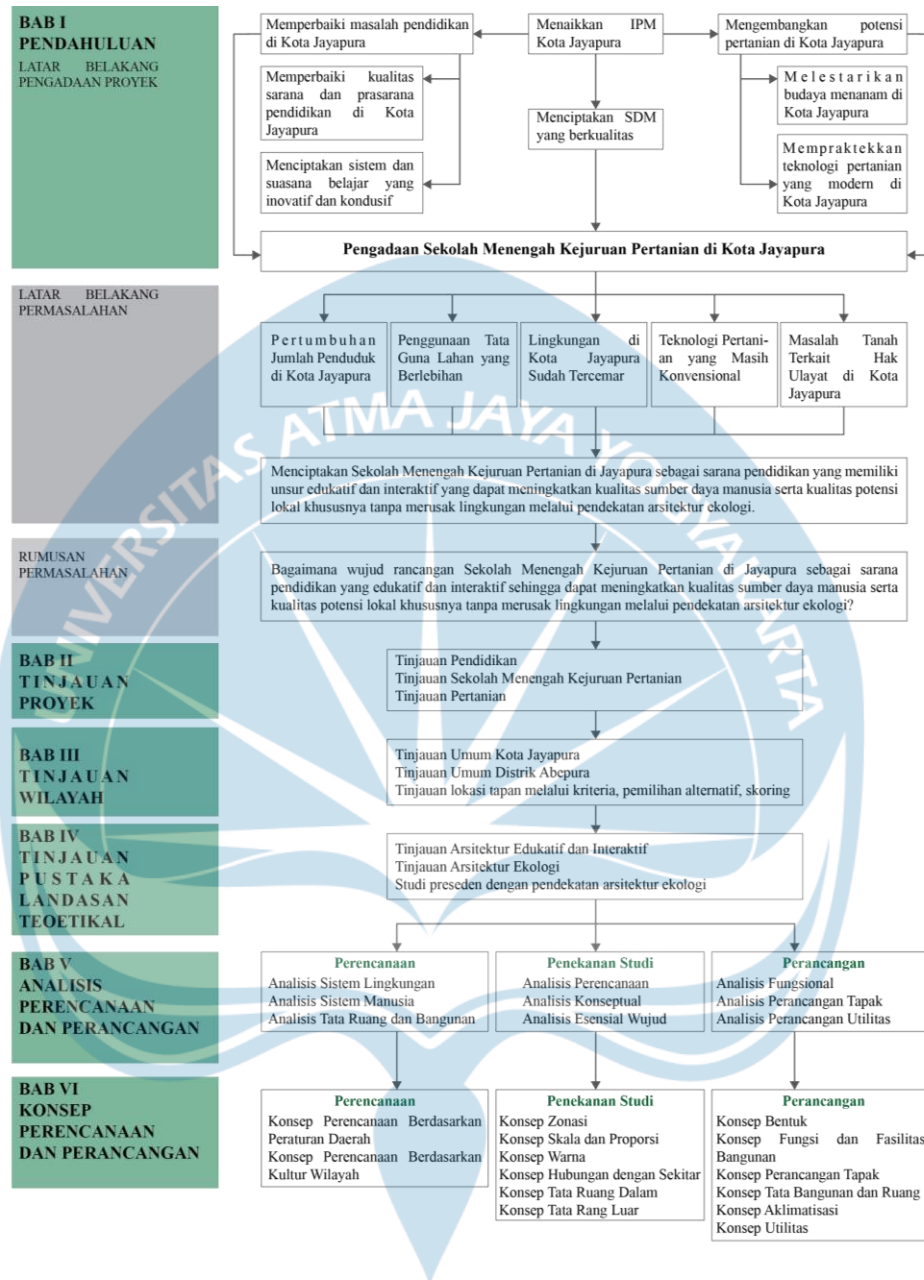 BAB I
PENDAHULUAN
LATAR BELAKANG
PENGADAAN PROYEK
Memperbaiki masalah pendidikan
di Kota Jayapura
Menaikkan IPM
Kota Jayapura
Mengembangkan potensi
pertanian di Kota Jayapura
Memperbaiki kualitas
sarana dan prasarana
pendidikan di Kota
Jayapura
Menciptakan SDM
yang berkualitas
Melestarikan
budaya menanam di
Kota Jayapura
Menciptakan sistem dan
suasana belajar yang
inovatif dan kondusif
Mempraktekkan
teknologi pertanian
yang modern di
Kota Jayapura
Pengadaan Sekolah Menengah Kejuruan Pertanian di Kota Jayapura
LATAR BELAKANG
PERMASALAHAN
Pertumbuhan
Jumlah Penduduk
di Kota Jayapura
Penggunaan Tata
Guna Lahan yang
Berlebihan
Lingkungan di
Kota Jayapura
Sudah Tercemar
Teknologi Pertani-
an yang Masih
Konvensional
Masalah Tanah
Terkait Hak
Ulayat di Kota
Jayapura
Menciptakan Sekolah Menengah Kejuruan Pertanian di Jayapura sebagai sarana pendidikan yang memiliki
unsur edukatif dan interaktif yang dapat meningkatkan kualitas sumber daya manusia serta kualitas potensi
lokal khususnya tanpa merusak lingkungan melalui pendekatan arsitektur ekologi.
RUMUSAN
PERMASALAHAN
Bagaimana wujud rancangan Sekolah Menengah Kejuruan Pertanian di Jayapura sebagai sarana
pendidikan yang edukatif dan interaktif sehingga dapat meningkatkan kualitas sumber daya manusia serta
kualitas potensi lokal khususnya tanpa merusak lingkungan melalui pendekatan arsitektur ekologi?
BAB II
TINJAUAN
PROYEK
Tinjauan Pendidikan
Tinjauan Sekolah Menengah Kejuruan Pertanian
Tinjauan Pertanian
BAB III
TINJAUAN
WILAYAH
Tinjauan Umum Kota Jayapura
Tinjauan Umum Distrik Abepura
Tinjauan lokasi tapan melalui kriteria, pemilihan alternatif, skoring
BAB IV
TINJAUAN
PUSTAKA
LANDASAN
TEOETIKAL
Tinjauan Arsitektur Edukatif dan Interaktif
Tinjauan Arsitektur Ekologi
Studi preseden dengan pendekatan arsitektur ekologi
BAB V
ANALISIS
PERENCANAAN
DAN PERANCANGAN
Perencanaan
Analisis Sistem Lingkungan
Analisis Sistem Manusia
Analisis Tata Ruang dan Bangunan
Penekanan Studi
Analisis Perencanaan
Analisis Konseptual
Analisis Esensial Wujud
Perancangan
Analisis Fungsional
Analisis Perancangan Tapak
Analisis Perancangan Utilitas
BAB VI
KONSEP
PERENCANAAN
DAN PERANCANGAN
Perencanaan
Konsep Perencanaan Berdasarkan
Peraturan Daerah
Konsep Perencanaan Berdasarkan
Kultur Wilayah
Penekanan Studi
Konsep Zonasi
Konsep Skala dan Proporsi
Konsep Warna
Konsep Hubungan dengan Sekitar
Konsep Tata Ruang Dalam
Konsep Tata Rang Luar
Perancangan
Konsep Bentuk
Konsep Fungsi dan Fasilitas
Bangunan
Konsep Perancangan Tapak
Konsep Tata Bangunan dan Ruang
Konsep Aklimatisasi
Konsep Utilitas
UNIVERSITAS ATMA JAYA YOGYAKARTA